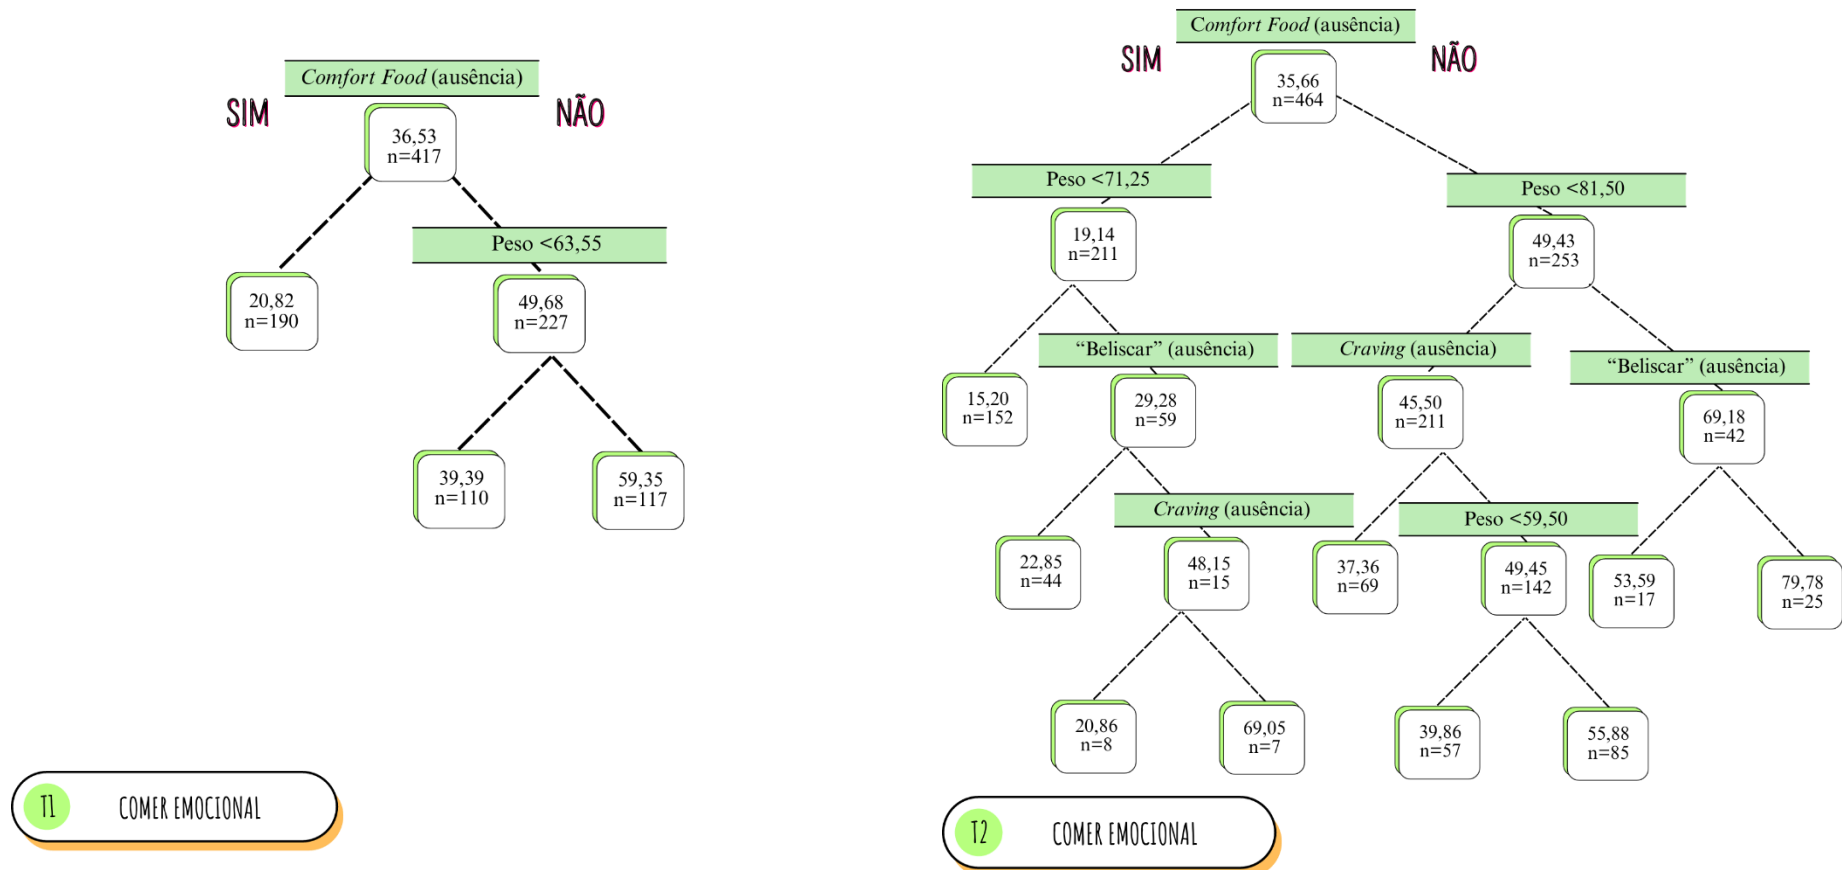 Comfort Food (ausência)
SIM
NÃO
36,53
n=417
Peso <63,55
20,82
n=190
49,68
n=227
39,39
n=110
59,35
n=117
T1
COMER EMOCIONAL
Comfort Food (ausência)
SIM
NÃO
35,66
n=464
Peso <71,25
Peso <81,50
19,14
n=211
49,43
n=253
“Beliscar” (ausência)
Craving (ausência)
“Beliscar” (ausência)
15,20
n=152
29,28
n=59
45,50
n=211
69,18
n=42
Craving (ausência)
Peso <59,50
22,85
n=44
48,15
n=15
37,36
n=69
49,45
n=142
53,59
n=17
79,78
n=25
20,86
n=8
69,05
n=7
39,86
n=57
55,88
n=85
T2
COMER EMOCIONAL